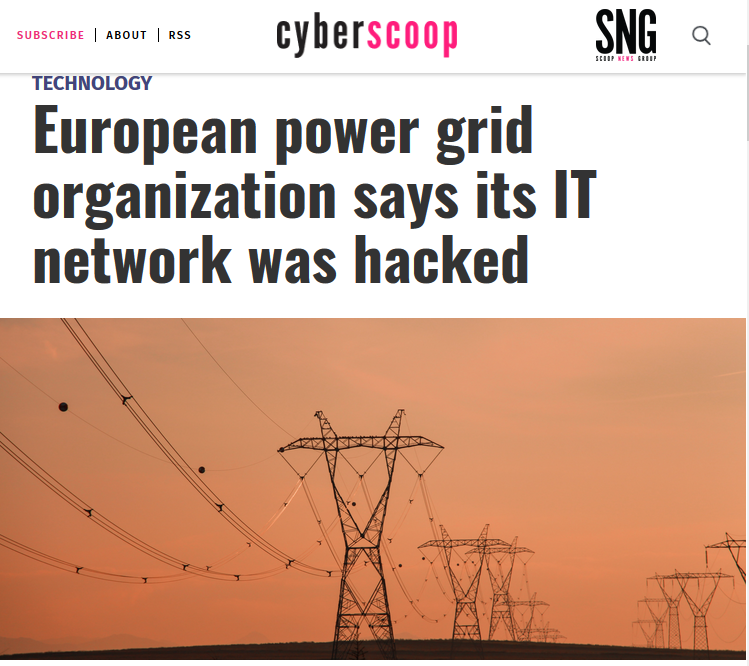 SUBSCRIBE | ABOUT | RSS
cyberscoop
SNG
SCOOP NEWS GROUP
TECHNOLOGY
European power grid
organization says its IT
network was hacked